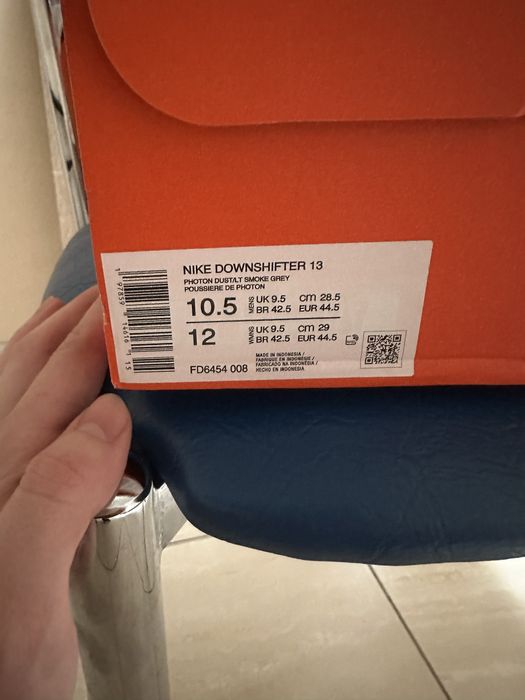 NIKE DOWNSHIFTER 13
PHOTON DUST/LT SMOKE GREY
POUSSIERE DE PHOTON
10.5 MENS UK 9.5 cm 28.5
BR 42.5 EUR 44.5
12 WMNS UK 9.5 cm 29
BR 42.5 EUR 44.5
MADE IN INDONESIA /
FABRIQUE EN INDONESIE /
FABRICADO NA INDONÉSIA /
HECHO EN INDONESIA
FD6454 008